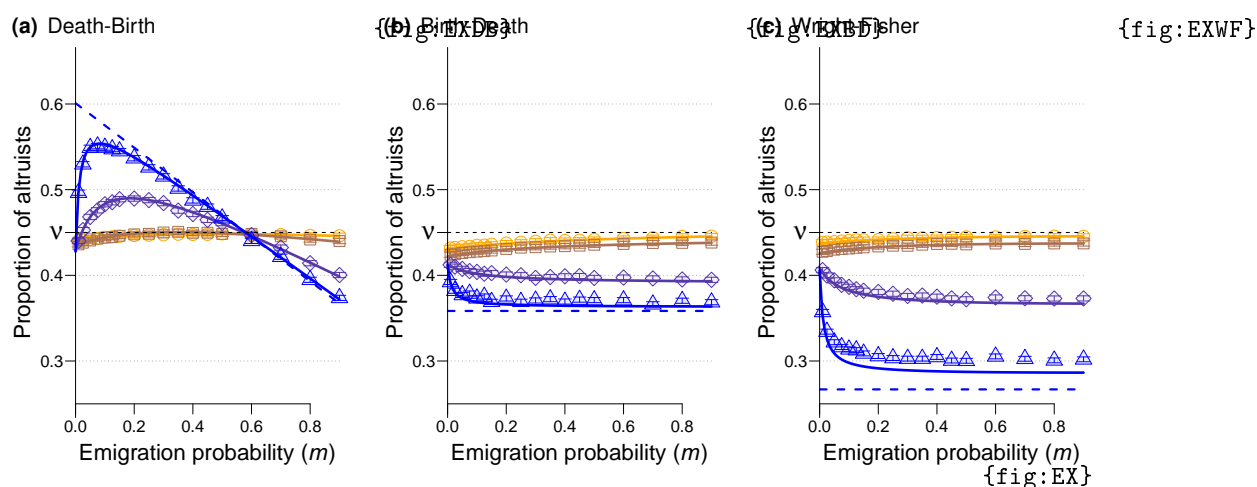 (a) Death-Birth
{fig:EXDB}
(b) Birth-Death
{fig:EXBD}
(c) Wright-Fisher
{fig:EXWF}
Proportion of altruists
0.6
0.5
ν
0.4
0.3
0.0 0.2 0.4 0.6 0.8
Emigration probability (m)
Proportion of altruists
0.6
0.5
ν
0.4
0.3
0.0 0.2 0.4 0.6 0.8
Emigration probability (m)
Proportion of altruists
0.6
0.5
ν
0.4
0.3
0.0 0.2 0.4 0.6 0.8
Emigration probability (m)
{fig:EX}